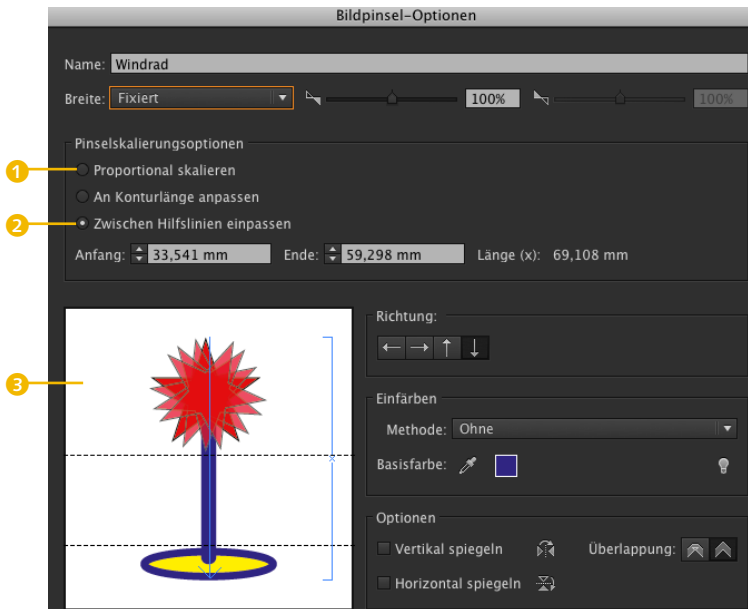 Bildpinsel-Optionen
Name: Windrad
Breite: Fixiert 100% 100%
Pinselskalierungsoptionen
1 Proportional skalieren
An Konturlänge anpassen
2 Zwischen Hilfslinien einpassen
Anfang: 33,541 mm Ende: 59,298 mm Länge (x): 69,108 mm
3
x
Richtung:
Einfärben
Methode: Ohne
Basisfarbe:
Optionen
Vertikal spiegeln Überlappung:
Horizontal spiegeln